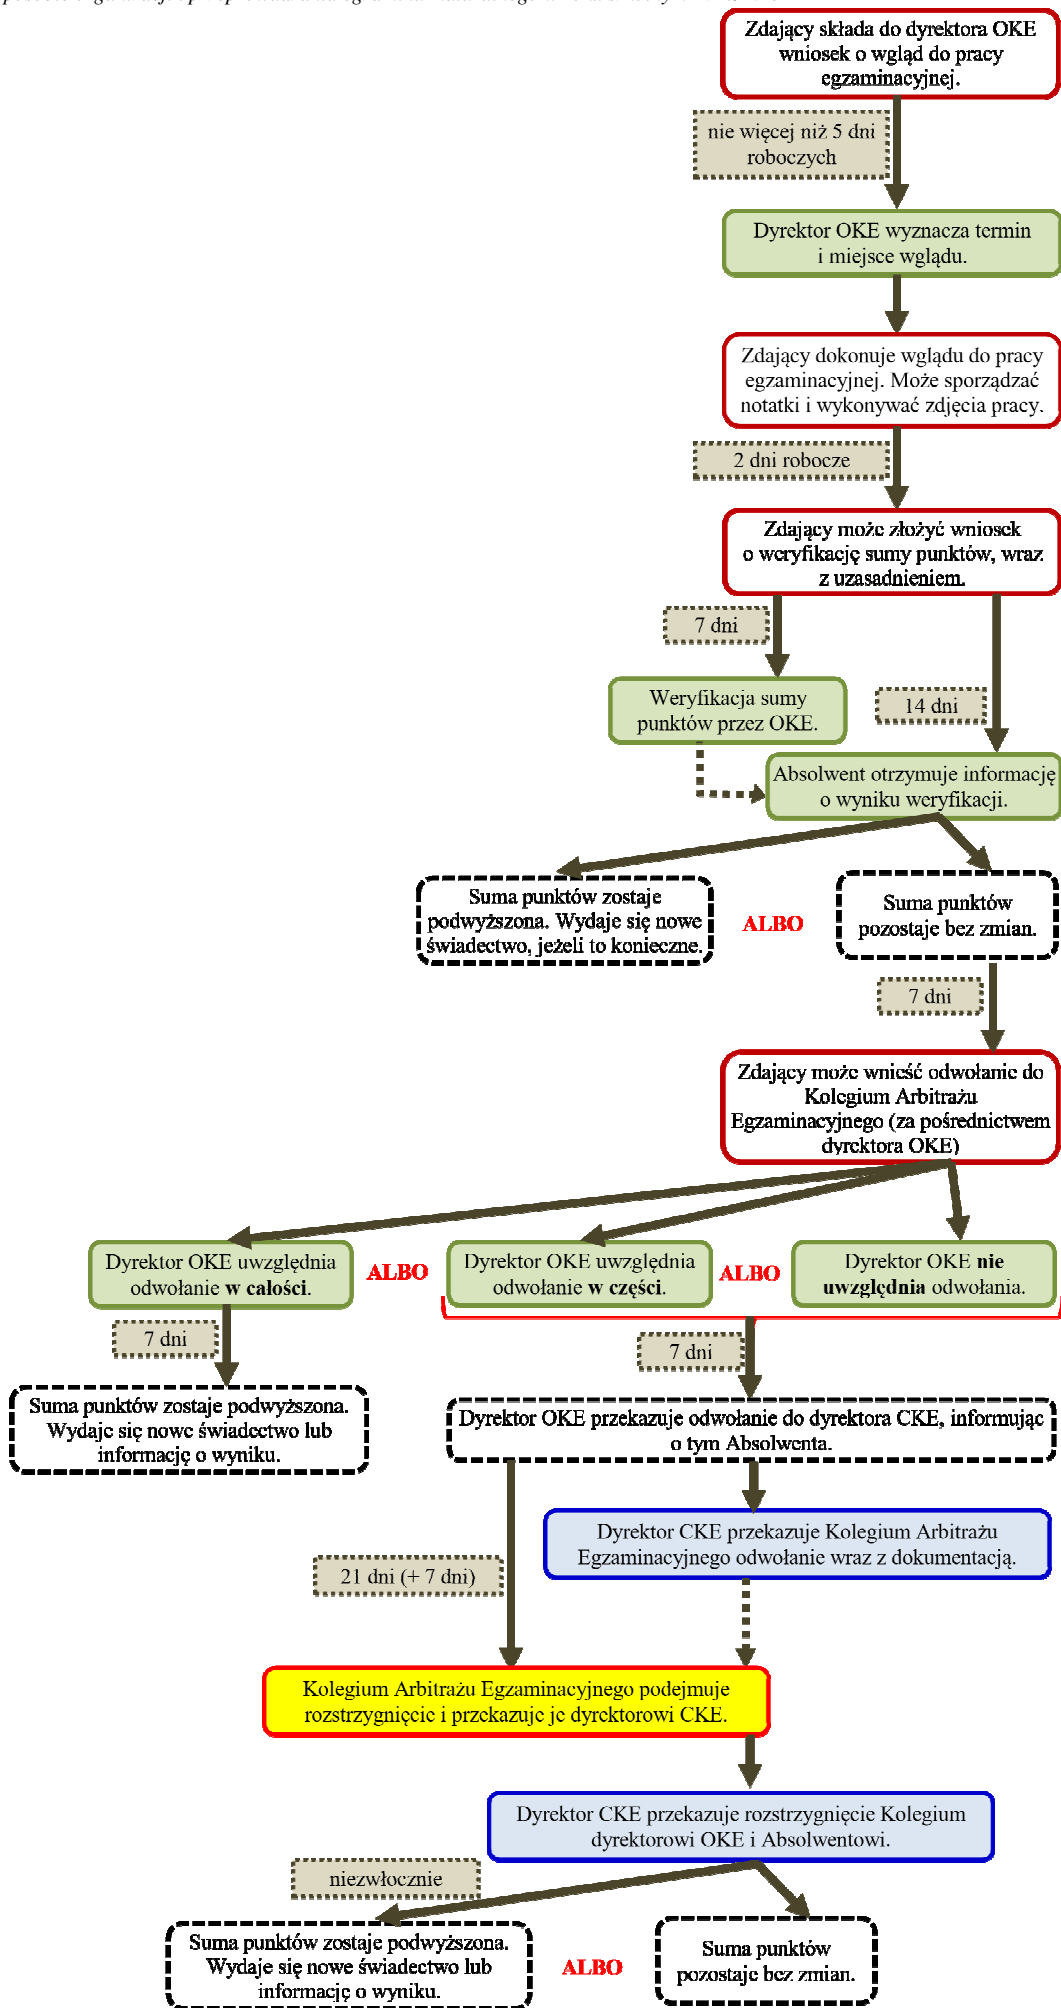 Zdający składa do dyrektora OKE
wniosek o wgląd do pracy
egzaminacyjnej.
nie więcej niż 5 dni
roboczych
Dyrektor OKE wyznacza termin
i miejsce wglądu.
Zdający dokonuje wglądu do pracy
egzaminacyjnej. Może sporządzać
notatki i wykonywać zdjęcia pracy.
2 dni robocze
Zdający może złożyć wniosek
o weryfikację sumy punktów, wraz
z uzasadnieniem.
7 dni
Weryfikacja sumy
punktów przez OKE.
14 dni
Absolwent otrzymuje informację
o wyniku weryfikacji.
Suma punktów zostaje
podwyższona. Wydaje się nowe
świadectwo, jeżeli to konieczne.
ALBO
Suma punktów
pozostaje bez zmian.
7 dni
Zdający może wnieść odwołanie do
Kolegium Arbitrażu
Egzaminacyjnego (za pośrednictwem
dyrektora OKE)
Dyrektor OKE uwzględnia
odwołanie w całości.
ALBO
Dyrektor OKE uwzględnia
odwołanie w części.
ALBO
Dyrektor OKE nie
uwzględnia odwołania.
7 dni
7 dni
Suma punktów zostaje podwyższona.
Wydaje się nowe świadectwo lub
informację o wyniku.
Dyrektor OKE przekazuje odwołanie do dyrektora CKE, informując
o tym Absolwenta.
Dyrektor CKE przekazuje Kolegium Arbitrażu
Egzaminacyjnego odwołanie wraz z dokumentacją.
21 dni (+ 7 dni)
Kolegium Arbitrażu Egzaminacyjnego podejmuje
rozstrzygnięcie i przekazuje je dyrektorowi CKE.
Dyrektor CKE przekazuje rozstrzygnięcie Kolegium
dyrektorowi OKE i Absolwentowi.
niezwłocznie
Suma punktów zostaje podwyższona.
Wydaje się nowe świadectwo lub
informację o wyniku.
ALBO
Suma punktów
pozostaje bez zmian.